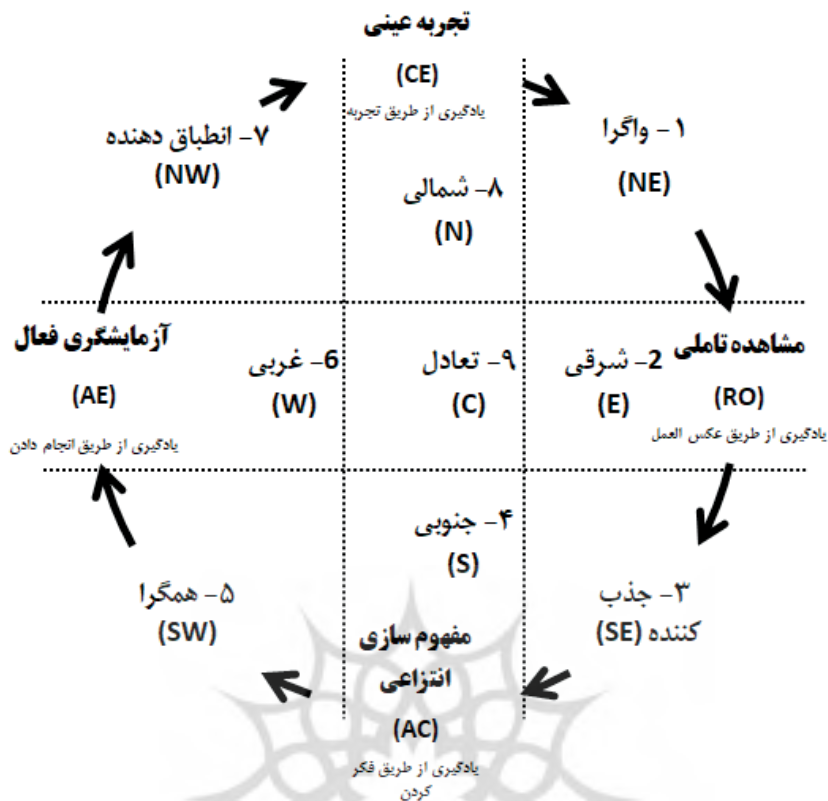 تجربه عینی
(CE)
یادگیری از طریق تجربه
۱- واگرا
(NE)
۷- انطباق دهنده
(NW)
۸- شمالی
(N)
مشاهده تاملی
(RO)
یادگیری از طریق عکس العمل
2- شرقی
(E)
۹- تعادل
(C)
6- غربی
(W)
آزمایشگری فعال
(AE)
یادگیری از طریق انجام دادن
۴- جنوبی
(S)
۳- جذب
کننده (SE)
۵- همگرا
(SW)
مفهوم سازی
انتزاعی
(AC)
یادگیری از طریق فکر
کردن